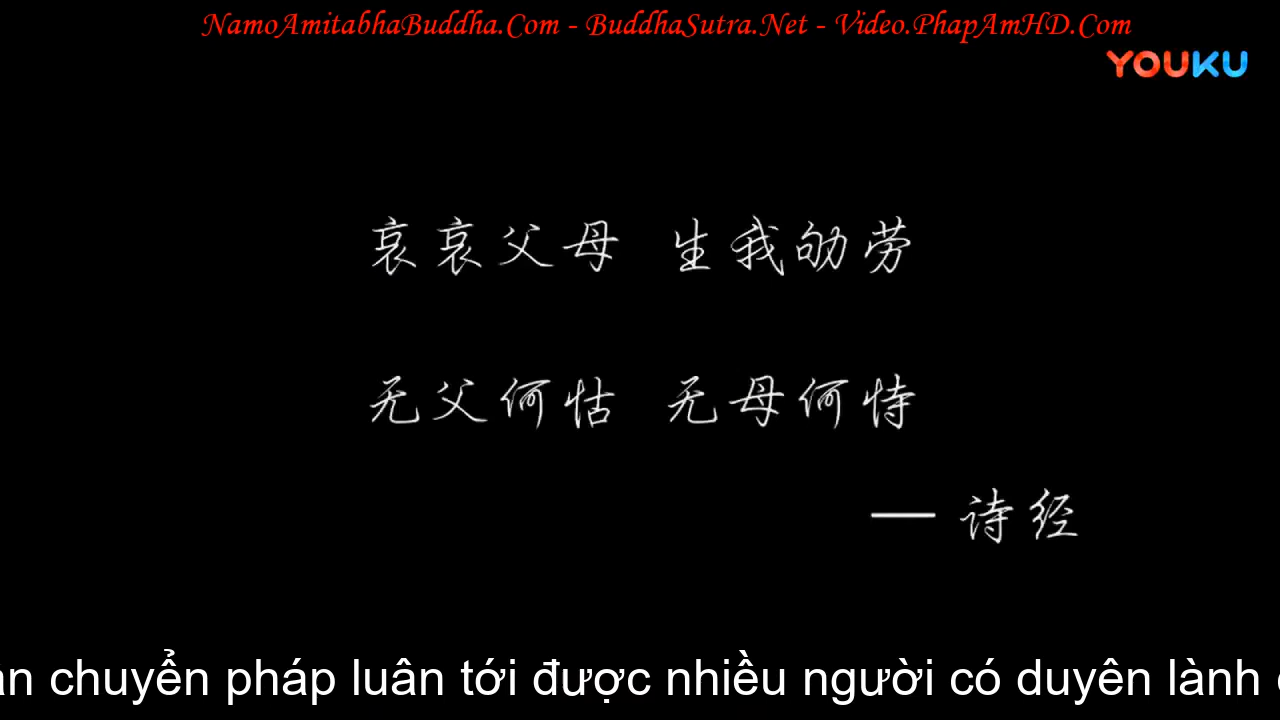 NamoAmitabhaBuddha.Com - BuddhaSutra.Net - Video.PhapAmHD.Com
YOUKU
哀哀父母 生我劬劳
无父何怙 无母何恃
— 诗经
chuyển pháp luân tới được nhiều người có duyên lành